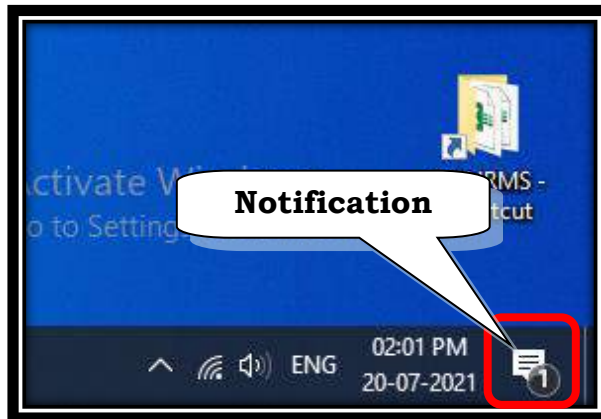 RMS -
tcut
ctivate W
o to Setting
Notification
ENG
02:01 PM
20-07-2021
1